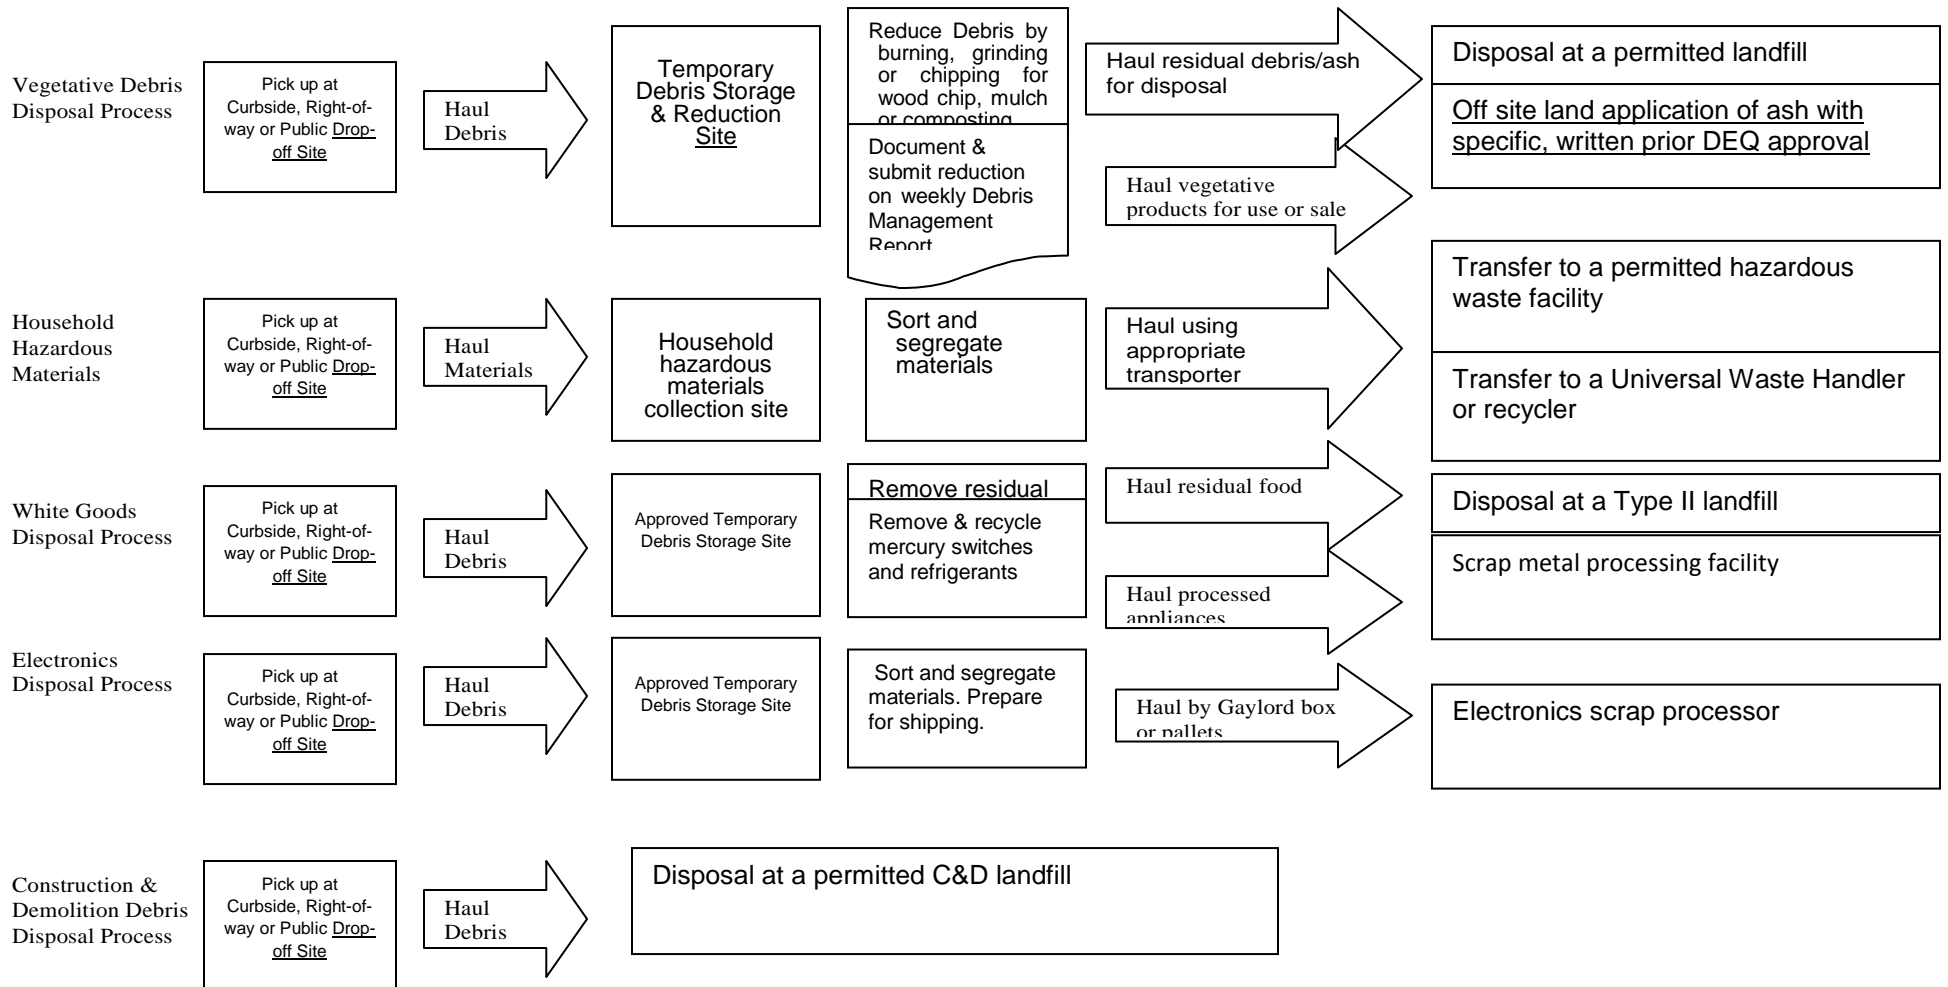 Vegetative Debris
Disposal Process
Pick up at
Curbside, Right-of-
way or Public Drop-
off Site
Haul
Debris
Temporary
Debris Storage
& Reduction
Site
Reduce Debris by
burning, grinding
or chipping for
wood chip, mulch
or composting
Document &
submit reduction
on weekly Debris
Management
Report
Haul residual debris/ash
for disposal
Haul vegetative
products for use or sale
Disposal at a permitted landfill
Off site land application of ash with
specific, written prior DEQ approval
Household
Hazardous
Materials
Pick up at
Curbside, Right-of-
way or Public Drop-
off Site
Haul
Materials
Household
hazardous
materials
collection site
Sort and
segregate
materials
Haul using
appropriate
transporter
Transfer to a permitted hazardous
waste facility
Transfer to a Universal Waste Handler
or recycler
White Goods
Disposal Process
Pick up at
Curbside, Right-of-
way or Public Drop-
off Site
Haul
Debris
Approved Temporary
Debris Storage Site
Remove residual
Remove & recycle
mercury switches
and refrigerants
Haul residual food
Haul processed
appliances
Disposal at a Type II landfill
Scrap metal processing facility
Electronics
Disposal Process
Pick up at
Curbside, Right-of-
way or Public Drop-
off Site
Haul
Debris
Approved Temporary
Debris Storage Site
Sort and segregate
materials. Prepare
for shipping.
Haul by Gaylord box
or pallets
Electronics scrap processor
Construction &
Demolition Debris
Disposal Process
Pick up at
Curbside, Right-of-
way or Public Drop-
off Site
Haul
Debris
Disposal at a permitted C&D landfill